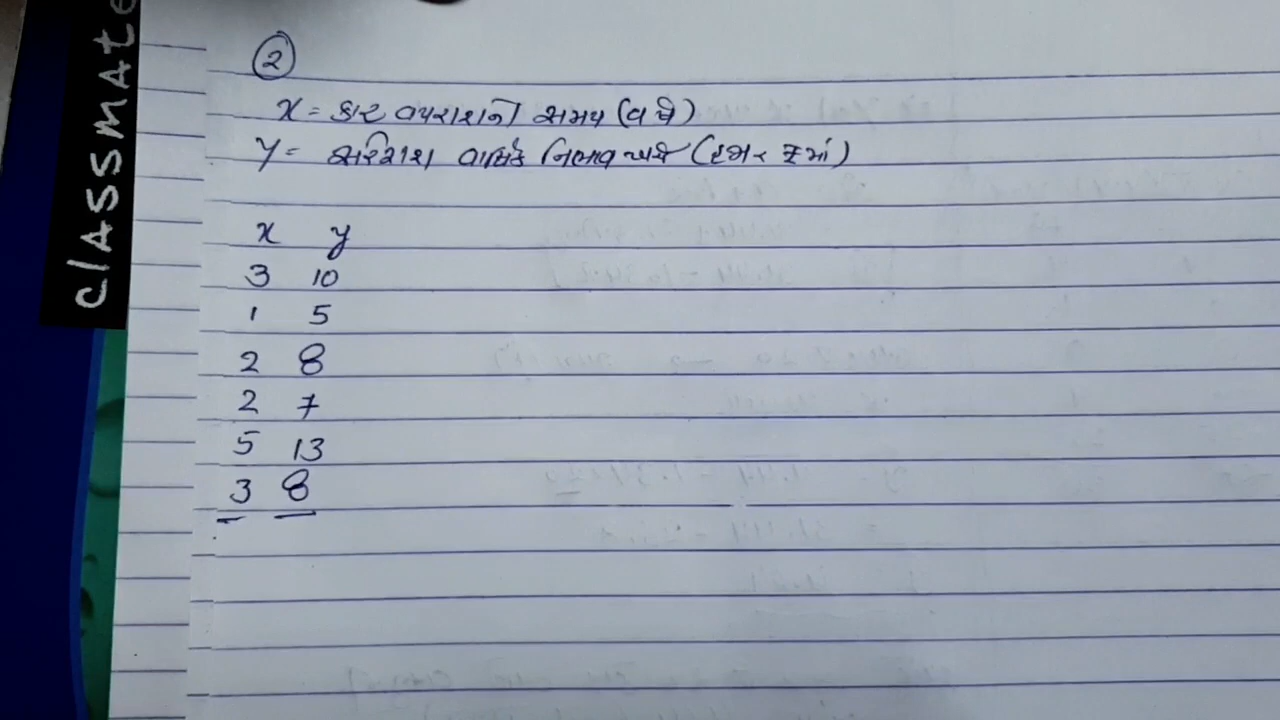 classmate
②
x = કાર વપરાશનો સમય (વર્ષ)
y = સરેરાશ વાર્ષિક નિભાવ ખર્ચ (હજાર ₹ માં)
x y
3 10
1 5
2 8
2 7
5 13
3 8